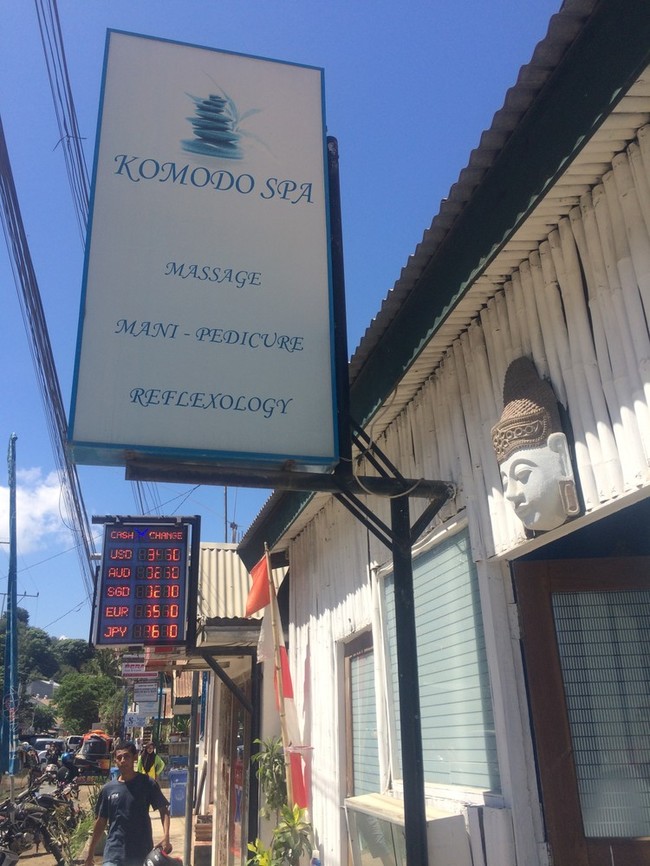 KOMODO SPA
MASSAGE
MANI - PEDICURE
REFLEXOLOGY
CASH CHANGE
USD
AUD
SGD
EUR
JPY